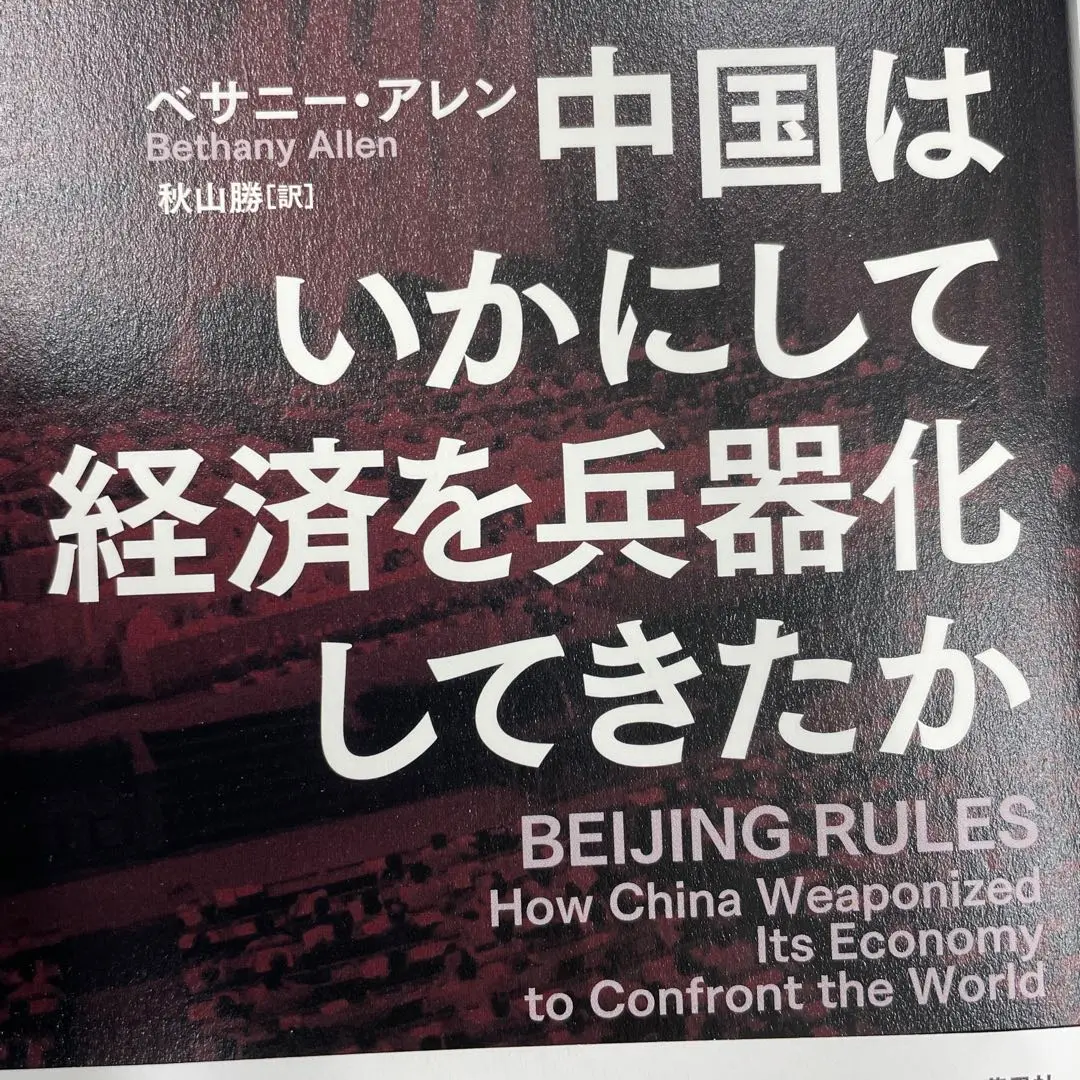 ベサニー・アレン
Bethany Allen
秋山勝[訳]
中国は
いかにして
経済を兵器化
してきたか
BEIJING RULES
How China Weaponized
Its Economy
to Confront the World